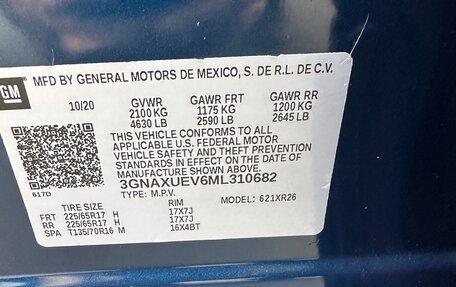 GM
MFD BY GENERAL MOTORS DE MEXICO, S. DE R.L. DE C.V.
10/20 GVWR GAWR FRT GAWR RR
2100 KG 1175 KG 1200 KG
4630 LB 2590 LB 2645 LB
THIS VEHICLE CONFORMS TO ALL
APPLICABLE U.S. FEDERAL MOTOR
VEHICLE SAFETY, BUMPER, AND THEFT
PREVENTION STANDARDS IN EFFECT ON
THE DATE OF MANUFACTURE SHOWN ABOVE.
617D
3GNAXUEV6ML310682
TYPE: M.P.V. MODEL: 621XR26
TIRE SIZE RIM
FRT 225/65R17 H 17X7J
RR 225/65R17 H 17X7J
SPA T135/70R16 M 16X4BT